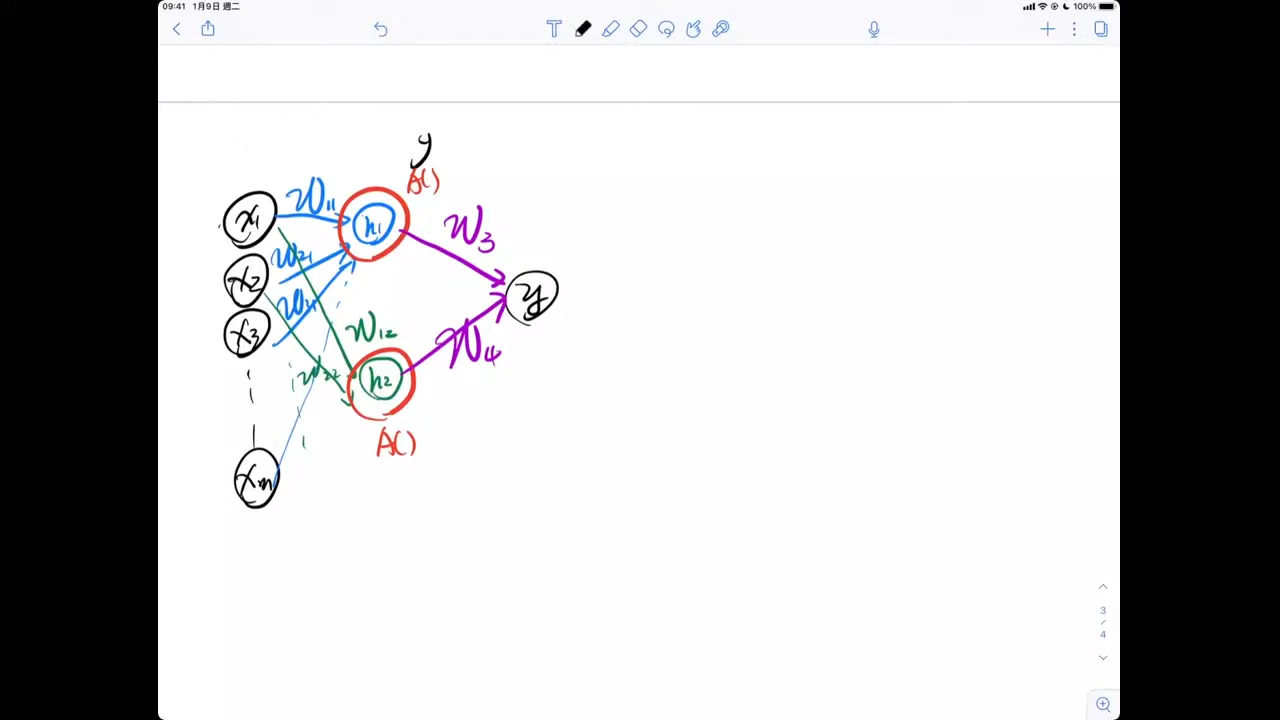 09:41 1月9日 週二
100%
T
y
A()
x1
W11
h1
W3
W21
x2
W31
y
x3
W12
W4
W22
h2
A()
xm
3
/
4